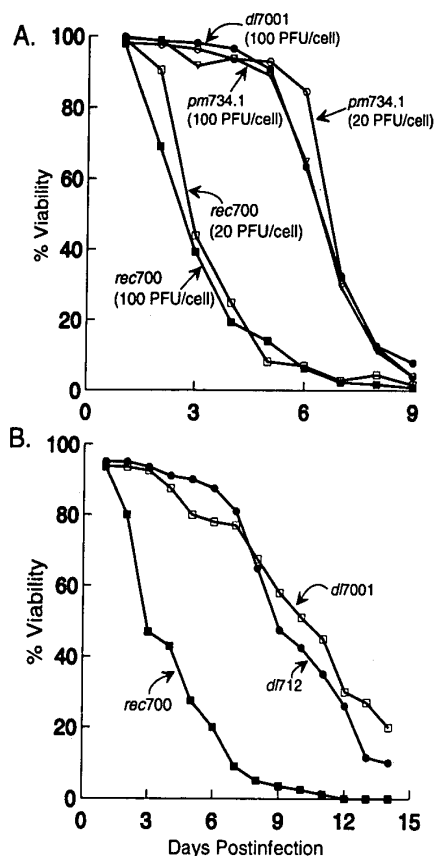 A.
100
80
60
40
20
0
% Viability
dl7001
(100 PFU/cell)
pm734.1
(100 PFU/cell)
pm734.1
(20 PFU/cell)
rec700
(20 PFU/cell)
rec700
(100 PFU/cell)
0 3 6 9
B.
100
80
60
40
20
0
% Viability
dl7001
dl712
rec700
0 3 6 9 12 15
Days Postinfection